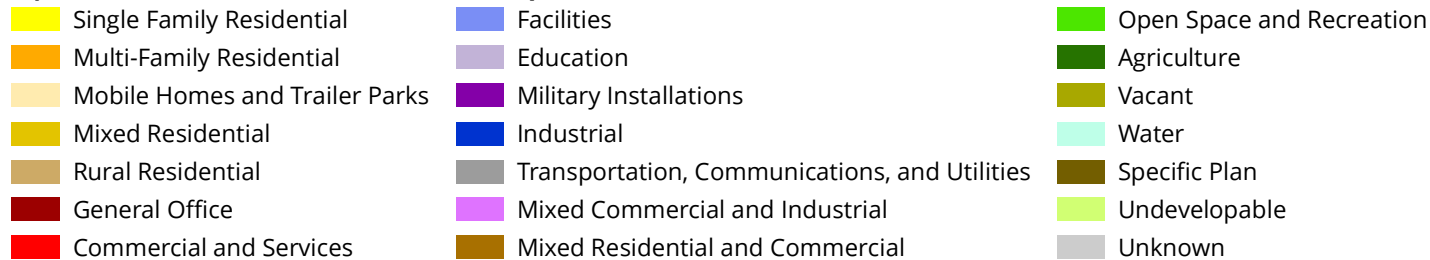 Single Family Residential
Multi-Family Residential
Mobile Homes and Trailer Parks
Mixed Residential
Rural Residential
General Office
Commercial and Services
Facilities
Education
Military Installations
Industrial
Transportation, Communications, and Utilities
Mixed Commercial and Industrial
Mixed Residential and Commercial
Open Space and Recreation
Agriculture
Vacant
Water
Specific Plan
Undevelopable
Unknown